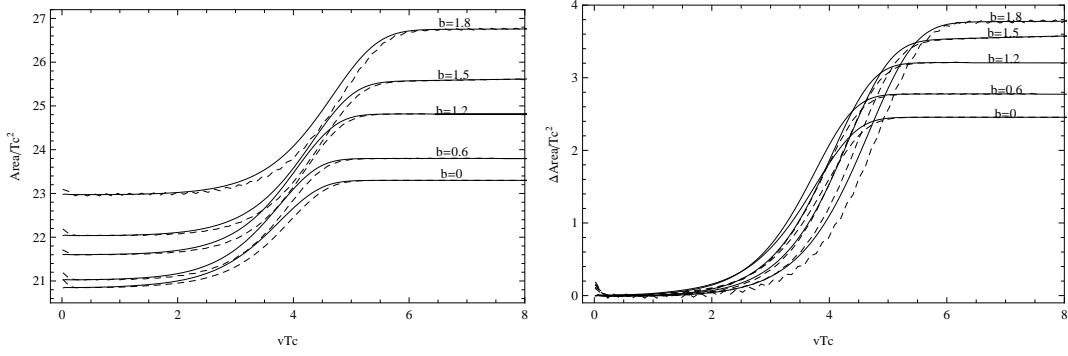 27
26
25
24
23
22
21
Area/Tc²
b=1.8
b=1.5
b=1.2
b=0.6
b=0
0 2 4 6 8
vTc
4
3
2
1
0
Δ Area/Tc²
b=1.8
b=1.5
b=1.2
b=0.6
b=0
0 2 4 6 8
vTc